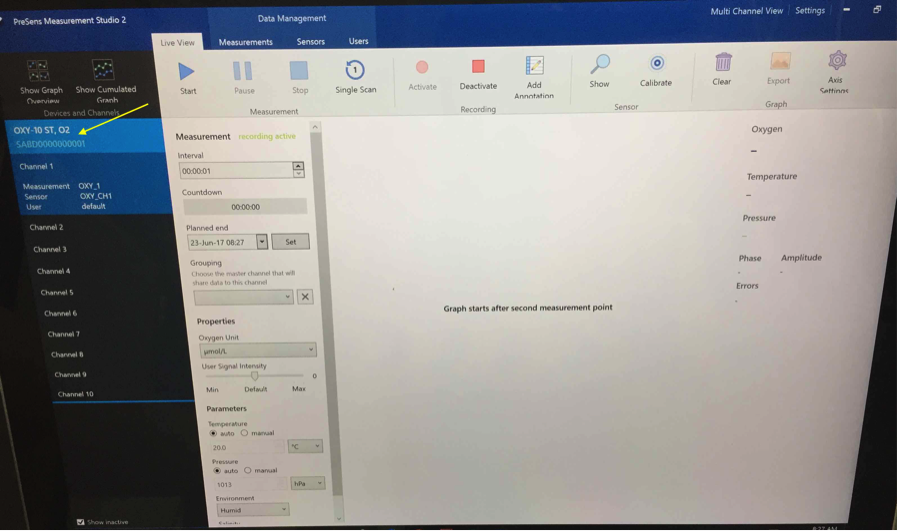 PreSens Measurement Studio 2
Data Management
Multi Channel View
Settings
Live View
Measurements
Sensors
Users
Show Graph
Overview
Show Cumulated
Graph
Devices and Channels
Start
Pause
Stop
1
Single Scan
Measurement
Activate
Deactivate
Add
Annotation
Recording
Show
Calibrate
Sensor
Clear
Export
Axis
Settings
Graph
OXY-10 ST, O2
SABD0000000001
Channel 1
Measurement OXY_1
Sensor OXY_CH1
User default
Channel 2
Channel 3
Channel 4
Channel 5
Channel 6
Channel 7
Channel 8
Channel 9
Channel 10
Show inactive
Measurement recording active
Interval
00:00:01
Countdown
00:00:00
Planned end
23-Jun-17 08:27
Set
Grouping
Choose the master channel that will
share data to this channel
Properties
Oxygen Unit
µmol/L
User Signal Intensity
0
Min Default Max
Parameters
Temperature
auto manual
20.0 °C
Pressure
auto manual
1013 hPa
Environment
Humid
Salinity
Graph starts after second measurement point
Oxygen
–
Temperature
–
Pressure
–
Phase Amplitude
- -
Errors
-
8:27 AM